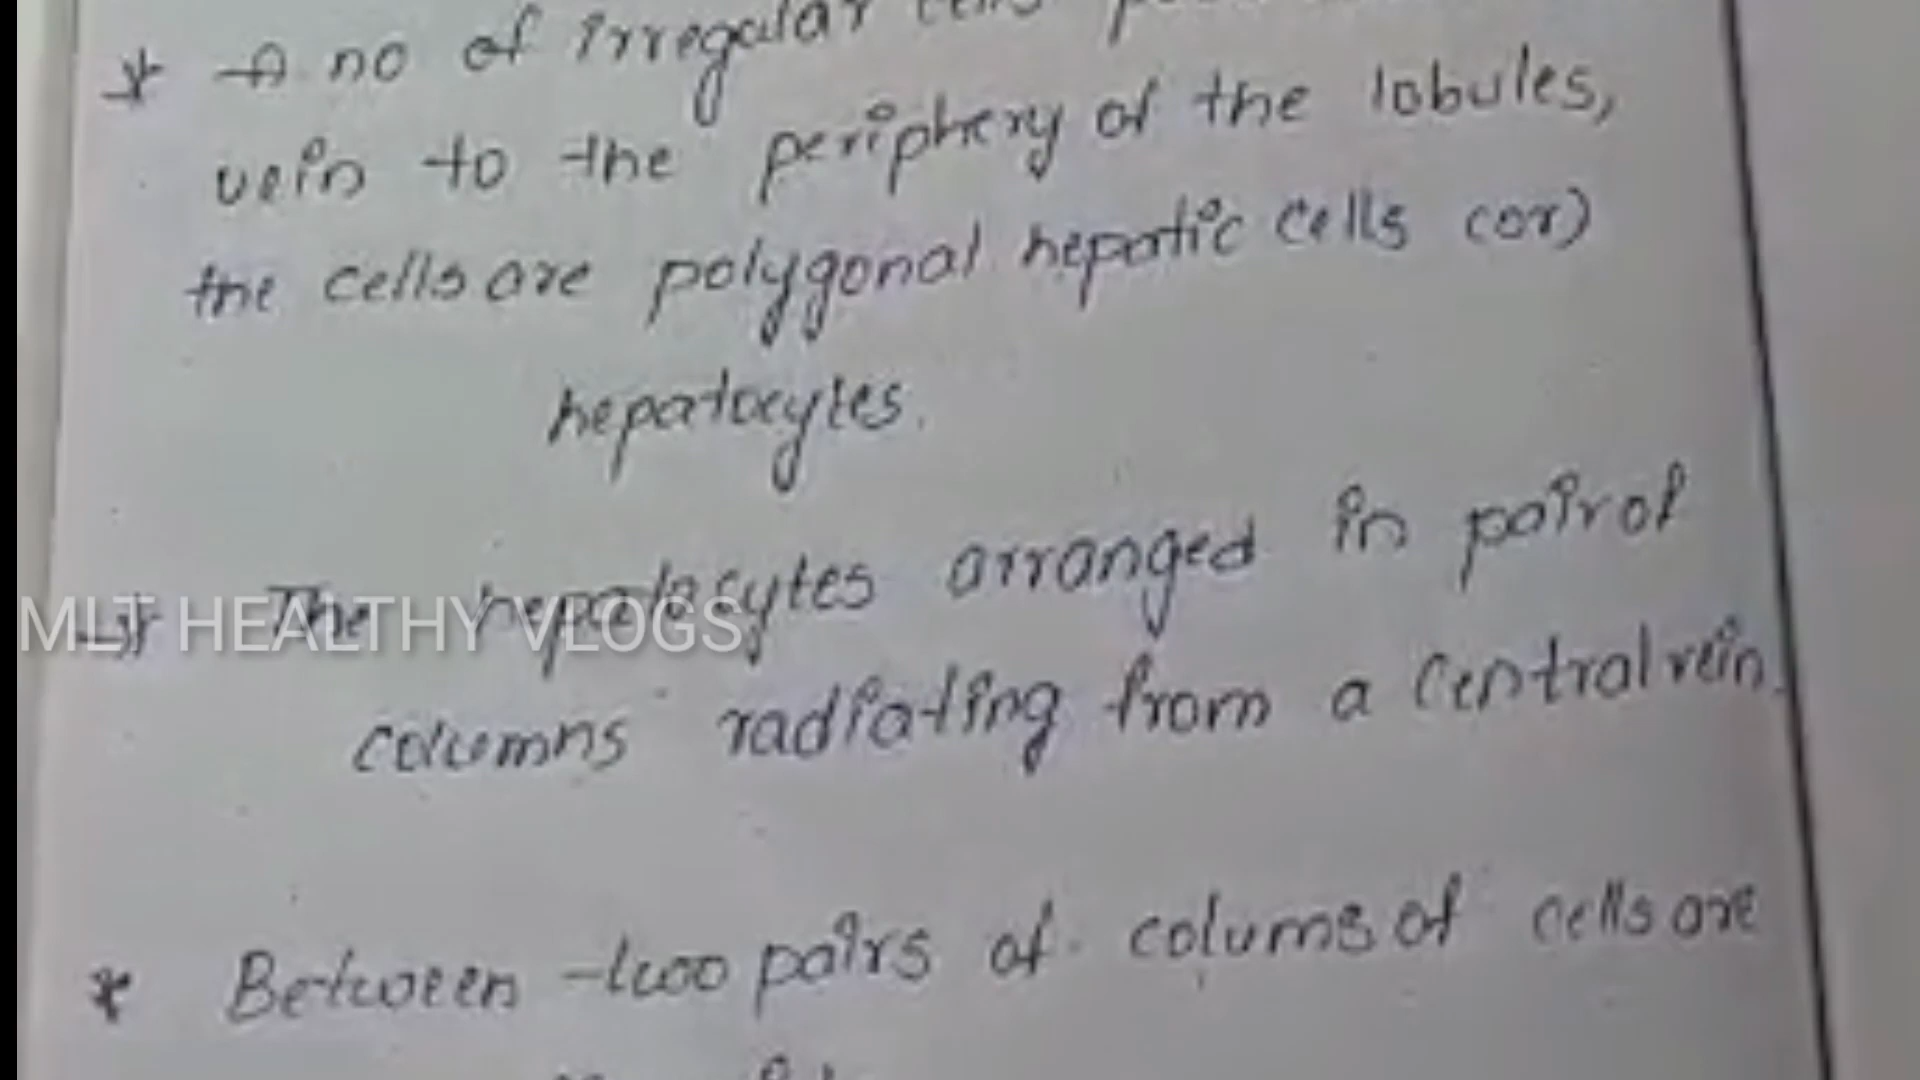 * A no of irregular cells
vein to the periphery of the lobules,
the cells are polygonal hepatic cells (or)
hepatocytes.
* The hepatocytes arranged in pair of
MLT HEALTHY VLOGS
columns radiating from a central vein.
* Between two pairs of colums of cells are